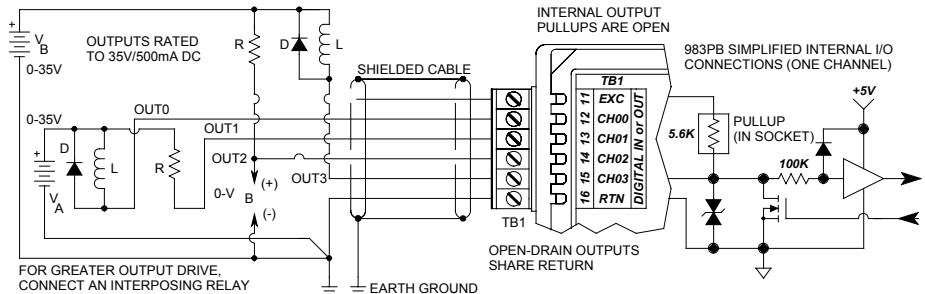 INTERNAL OUTPUT
PULLUPS ARE OPEN
+
V
B
0-35V
OUTPUTS RATED
TO 35V/500mA DC
R
D
L
SHIELDED CABLE
983PB SIMPLIFIED INTERNAL I/O
CONNECTIONS (ONE CHANNEL)
+5V
TB1
11 EXC
12 CH00
13 CH01
14 CH02
15 CH03
16 RTN
DIGITAL IN or OUT
5.6K
PULLUP
(IN SOCKET)
100K
0-35V
+
D
L
V
A
R
OUT0
OUT1
OUT2
OUT3
0-V
B
(+)
(-)
TB1
OPEN-DRAIN OUTPUTS
SHARE RETURN
FOR GREATER OUTPUT DRIVE,
CONNECT AN INTERPOSING RELAY
EARTH GROUND